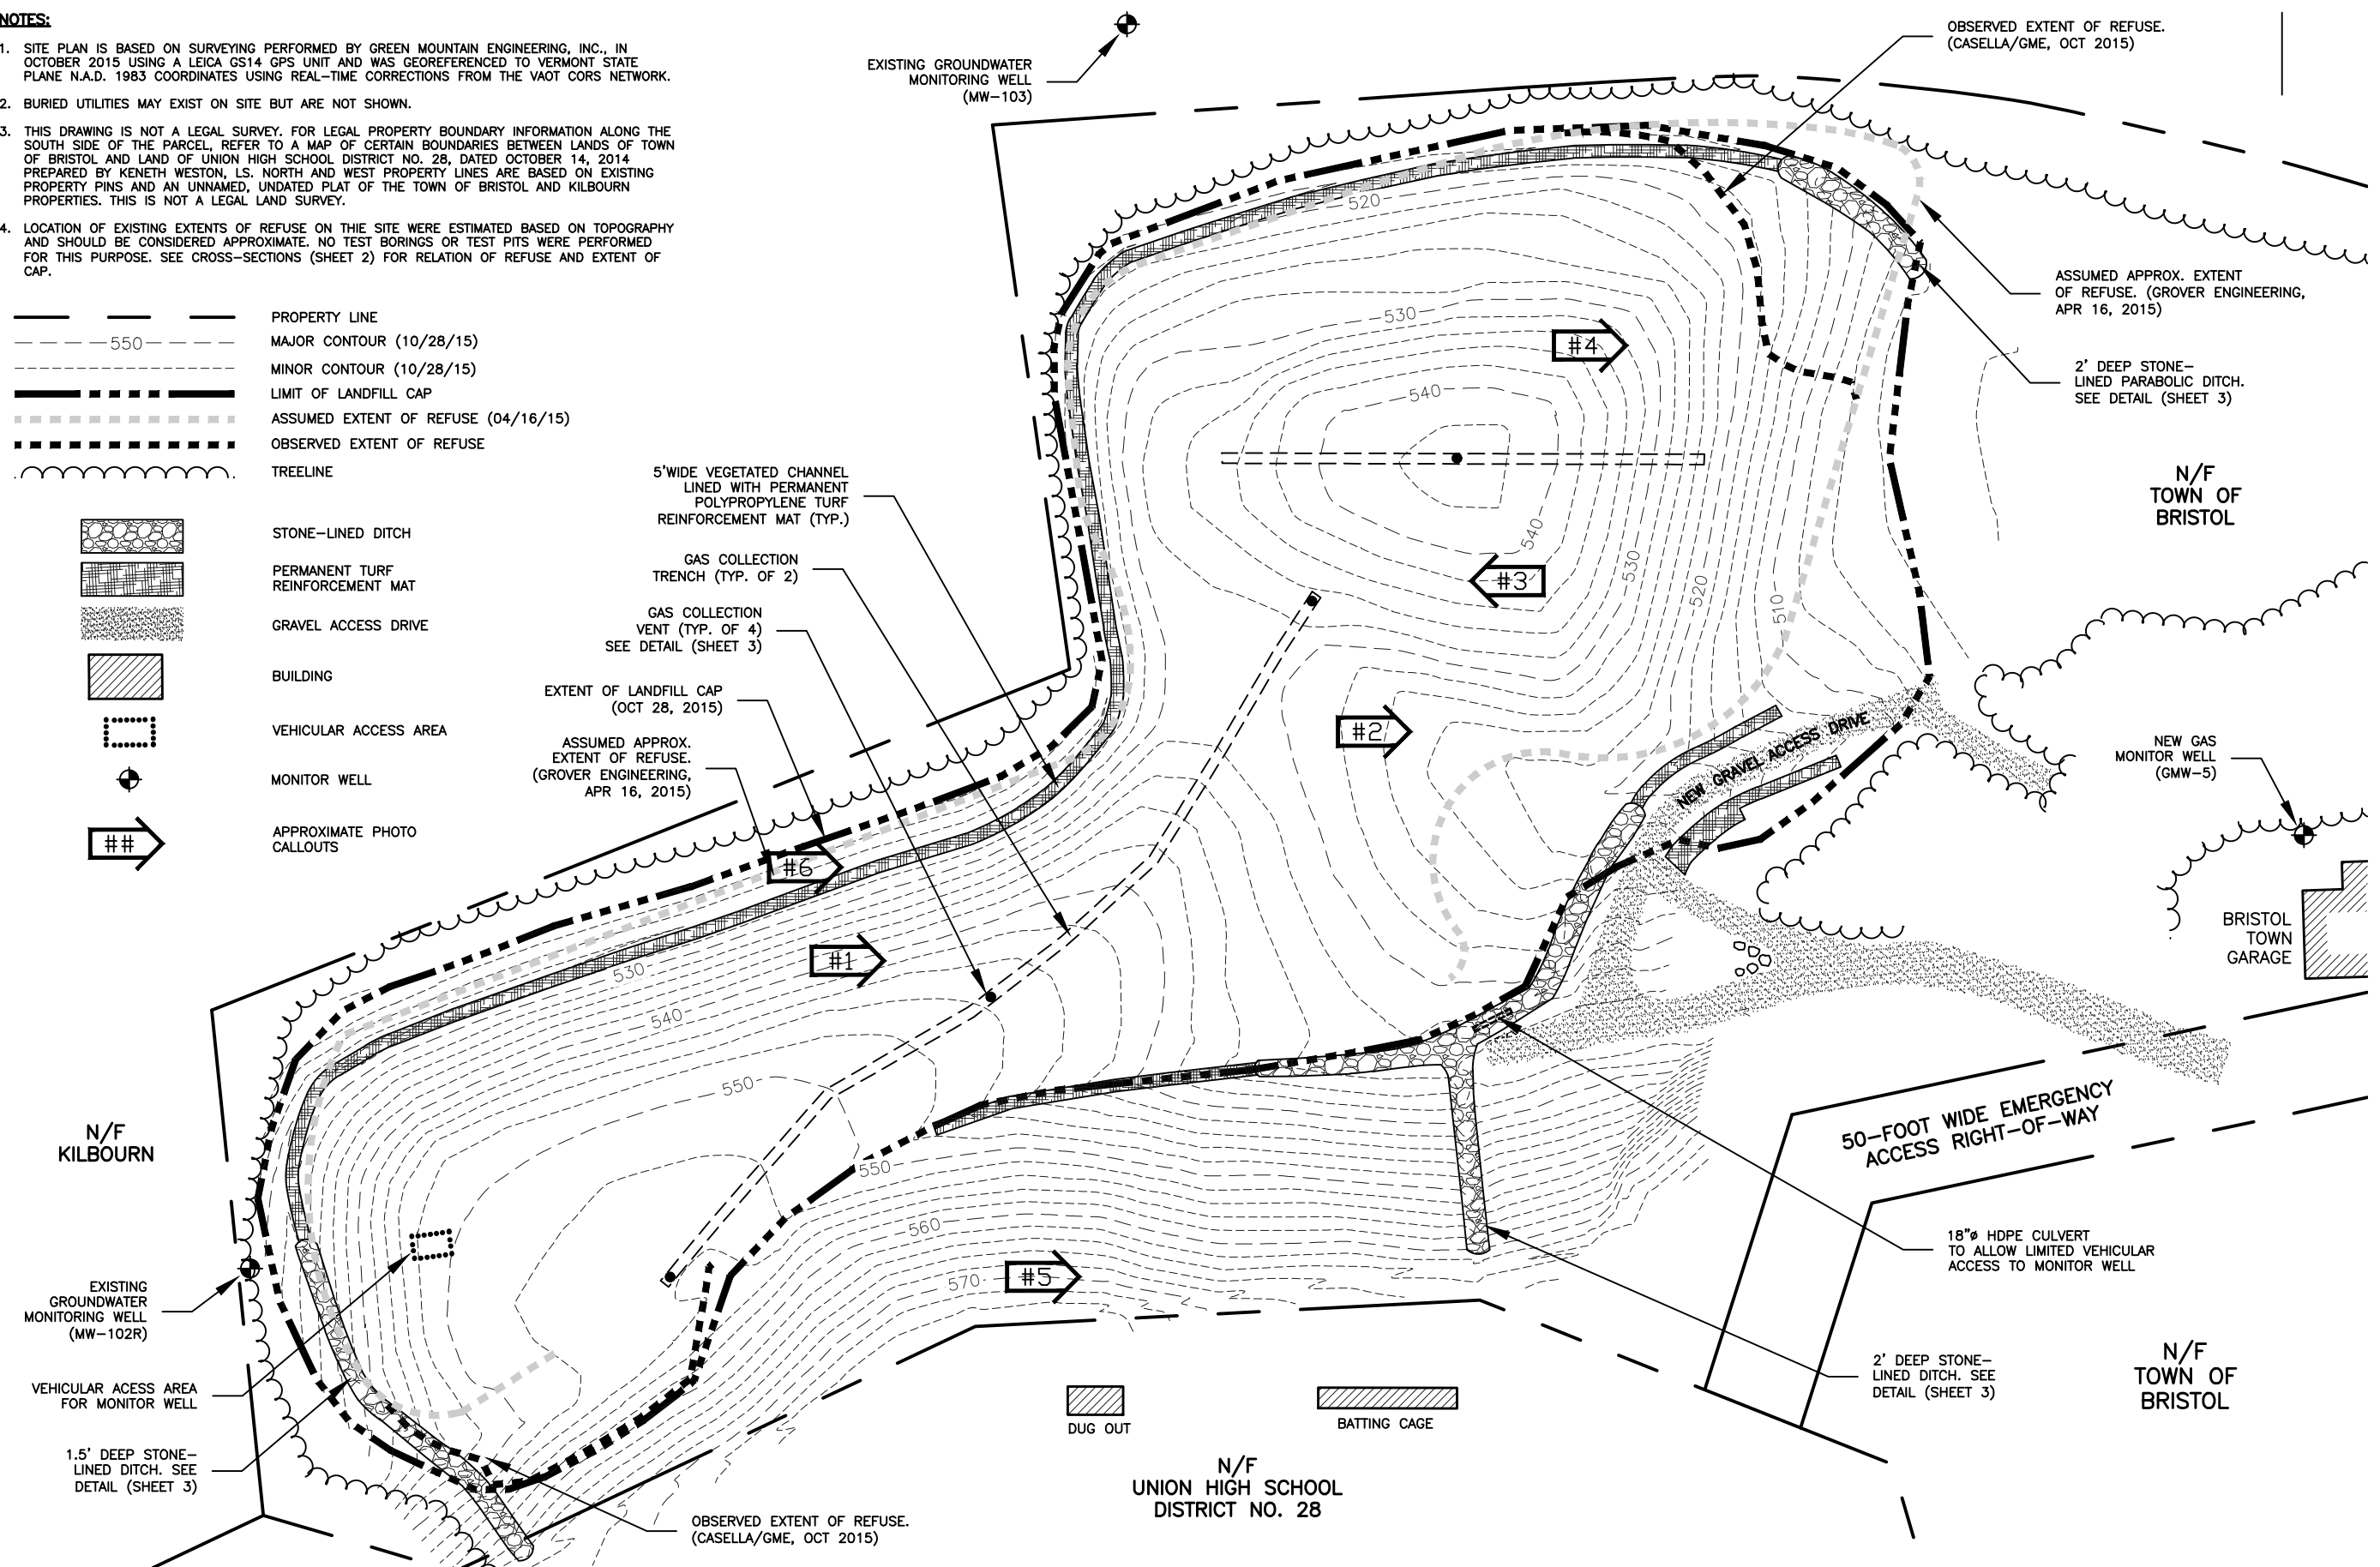 NOTES:
1. SITE PLAN IS BASED ON SURVEYING PERFORMED BY GREEN MOUNTAIN ENGINEERING, INC., IN
OCTOBER 2015 USING A LEICA GS14 GPS UNIT AND WAS GEOREFERENCED TO VERMONT STATE
PLANE N.A.D. 1983 COORDINATES USING REAL-TIME CORRECTIONS FROM THE VAOT CORS NETWORK.
2. BURIED UTILITIES MAY EXIST ON SITE BUT ARE NOT SHOWN.
3. THIS DRAWING IS NOT A LEGAL SURVEY. FOR LEGAL PROPERTY BOUNDARY INFORMATION ALONG THE
SOUTH SIDE OF THE PARCEL, REFER TO A MAP OF CERTAIN BOUNDARIES BETWEEN LANDS OF TOWN
OF BRISTOL AND LAND OF UNION HIGH SCHOOL DISTRICT NO. 28, DATED OCTOBER 14, 2014
PREPARED BY KENETH WESTON, LS. NORTH AND WEST PROPERTY LINES ARE BASED ON EXISTING
PROPERTY PINS AND AN UNNAMED, UNDATED PLAT OF THE TOWN OF BRISTOL AND KILBOURN
PROPERTIES. THIS IS NOT A LEGAL LAND SURVEY.
4. LOCATION OF EXISTING EXTENTS OF REFUSE ON THIE SITE WERE ESTIMATED BASED ON TOPOGRAPHY
AND SHOULD BE CONSIDERED APPROXIMATE. NO TEST BORINGS OR TEST PITS WERE PERFORMED
FOR THIS PURPOSE. SEE CROSS-SECTIONS (SHEET 2) FOR RELATION OF REFUSE AND EXTENT OF
CAP.
PROPERTY LINE
550
MAJOR CONTOUR (10/28/15)
MINOR CONTOUR (10/28/15)
LIMIT OF LANDFILL CAP
ASSUMED EXTENT OF REFUSE (04/16/15)
OBSERVED EXTENT OF REFUSE
TREELINE
STONE-LINED DITCH
PERMANENT TURF
REINFORCEMENT MAT
GRAVEL ACCESS DRIVE
BUILDING
VEHICULAR ACCESS AREA
MONITOR WELL
##
APPROXIMATE PHOTO
CALLOUTS
EXISTING GROUNDWATER
MONITORING WELL
(MW-103)
OBSERVED EXTENT OF REFUSE.
(CASELLA/GME, OCT 2015)
ASSUMED APPROX. EXTENT
OF REFUSE. (GROVER ENGINEERING,
APR 16, 2015)
2' DEEP STONE-
LINED PARABOLIC DITCH.
SEE DETAIL (SHEET 3)
N/F
TOWN OF
BRISTOL
5'WIDE VEGETATED CHANNEL
LINED WITH PERMANENT
POLYPROPYLENE TURF
REINFORCEMENT MAT (TYP.)
GAS COLLECTION
TRENCH (TYP. OF 2)
GAS COLLECTION
VENT (TYP. OF 4)
SEE DETAIL (SHEET 3)
EXTENT OF LANDFILL CAP
(OCT 28, 2015)
ASSUMED APPROX.
EXTENT OF REFUSE.
(GROVER ENGINEERING,
APR 16, 2015)
520
530
540
540
530
520
510
#4
#3
#2
#6
#1
#5
NEW GRAVEL ACCESS DRIVE
NEW GAS
MONITOR WELL
(GMW-5)
BRISTOL
TOWN
GARAGE
530
540
550
550
560
570
50-FOOT WIDE EMERGENCY
ACCESS RIGHT-OF-WAY
18"ø HDPE CULVERT
TO ALLOW LIMITED VEHICULAR
ACCESS TO MONITOR WELL
2' DEEP STONE-
LINED DITCH. SEE
DETAIL (SHEET 3)
N/F
TOWN OF
BRISTOL
N/F
KILBOURN
EXISTING
GROUNDWATER
MONITORING WELL
(MW-102R)
VEHICULAR ACESS AREA
FOR MONITOR WELL
1.5' DEEP STONE-
LINED DITCH. SEE
DETAIL (SHEET 3)
OBSERVED EXTENT OF REFUSE.
(CASELLA/GME, OCT 2015)
DUG OUT
BATTING CAGE
N/F
UNION HIGH SCHOOL
DISTRICT NO. 28